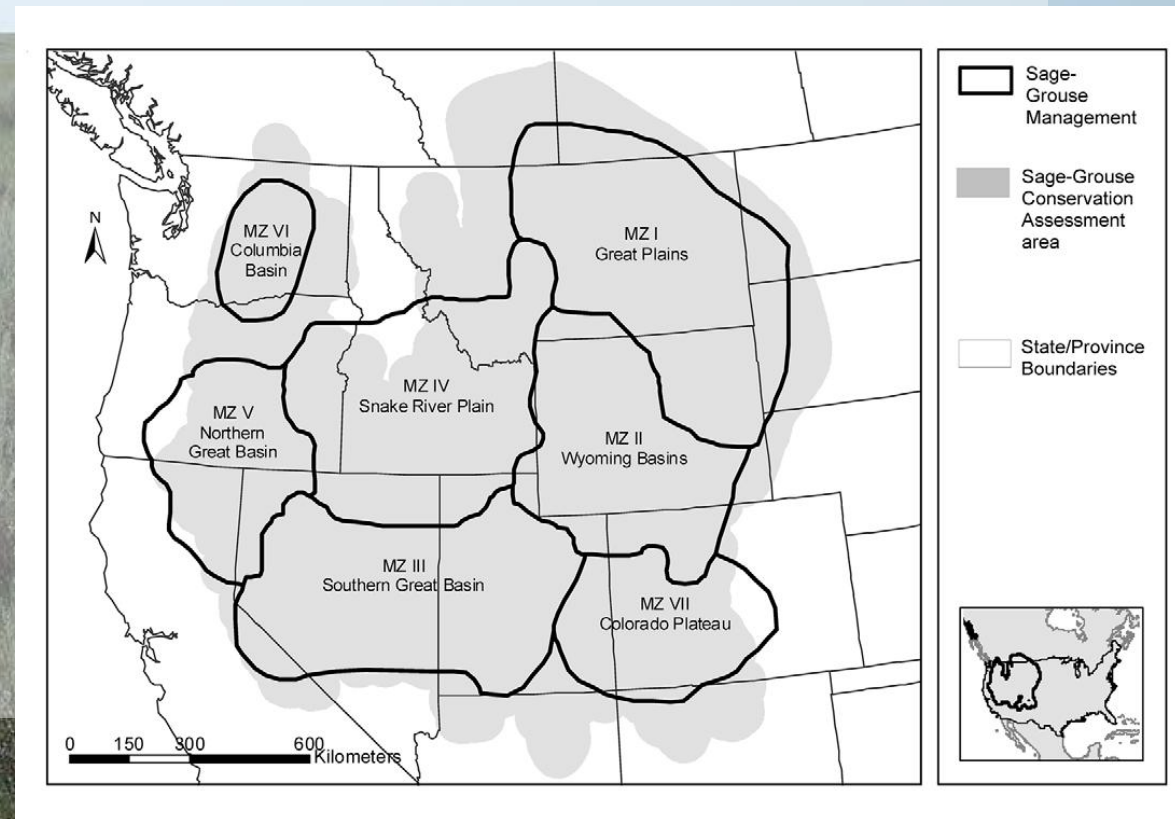 MZ VI
Columbia
Basin
N
MZ I
Great Plains
MZ IV
Snake River Plain
MZ V
Northern
Great Basin
MZ II
Wyoming Basins
MZ III
Southern Great Basin
MZ VII
Colorado Plateau
0 150 300 600
Kilometers
Sage-
Grouse
Management
Sage-Grouse
Conservation
Assessment
area
State/Province
Boundaries